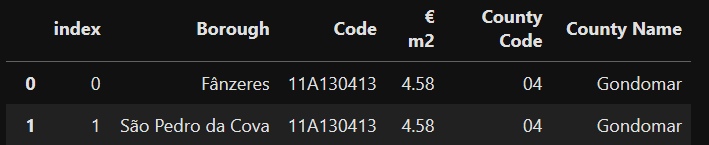 index Borough Code € m2 County Code County Name
0 0 Fânzeres 11A130413 4.58 04 Gondomar
1 1 São Pedro da Cova 11A130413 4.58 04 Gondomar